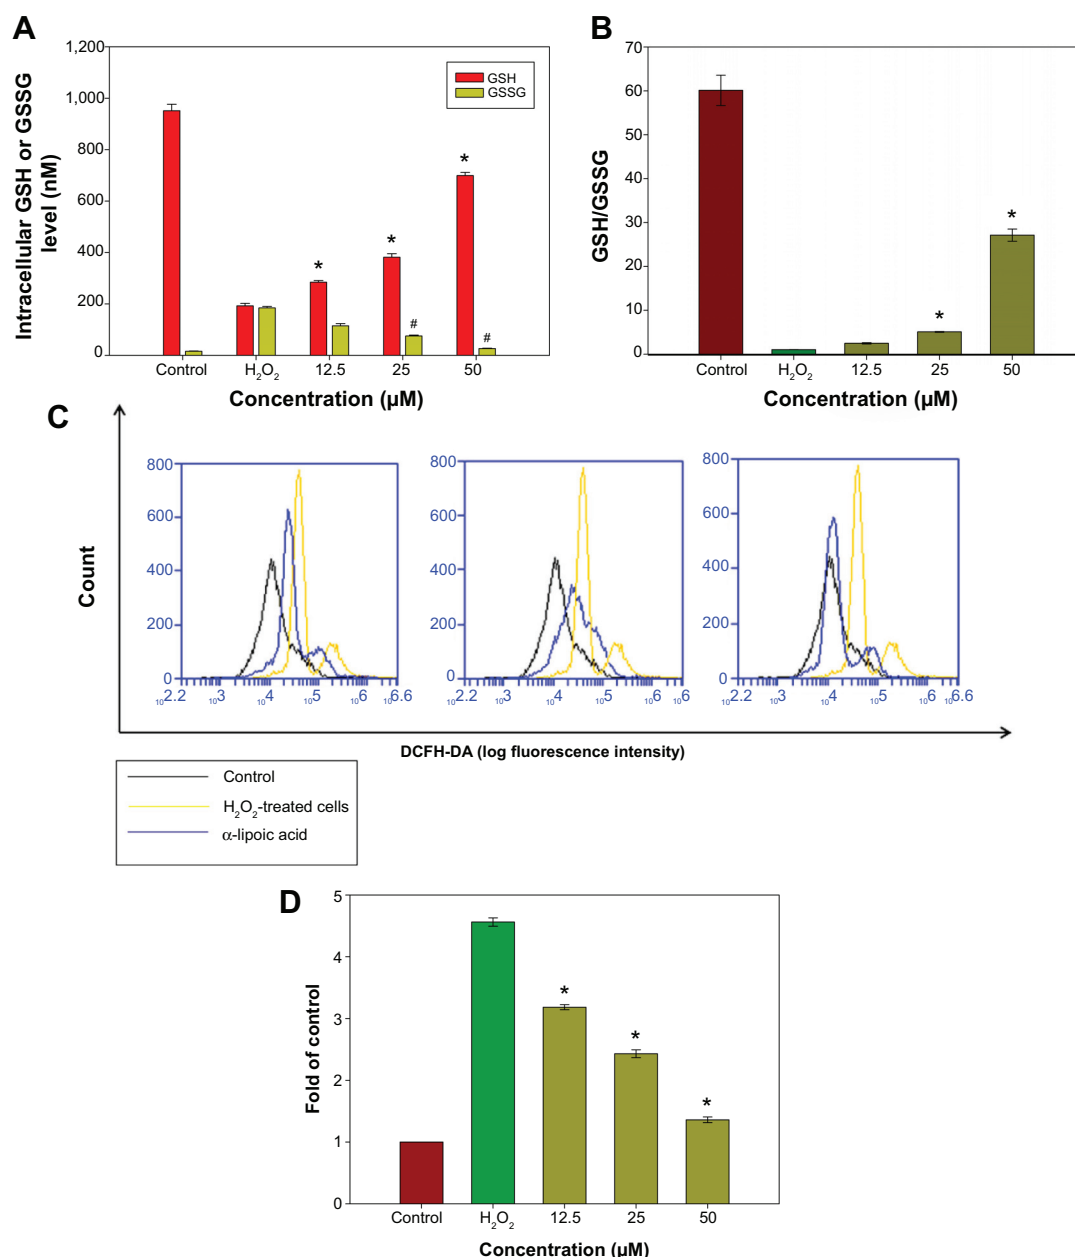 A
Intracellular GSH or GSSG
level (nM)
1,200
1,000
800
600
400
200
0
GSH
GSSG
*
*
*
#
#
Control
H₂O₂
12.5
25
50
Concentration (µM)
B
GSH/GSSG
70
60
50
40
30
20
10
0
*
*
Control
H₂O₂
12.5
25
50
Concentration (µM)
C
Count
800
600
400
200
0
10^2.2 10^3 10^4 10^5 10^6 10^6.6
800
600
400
200
0
10^2.2 10^3 10^4 10^5 10^6 10^6.6
800
600
400
200
0
10^2.2 10^3 10^4 10^5 10^6 10^6.6
DCFH-DA (log fluorescence intensity)
Control
H₂O₂-treated cells
α-lipoic acid
D
Fold of control
5
4
3
2
1
0
*
*
*
Control
H₂O₂
12.5
25
50
Concentration (µM)